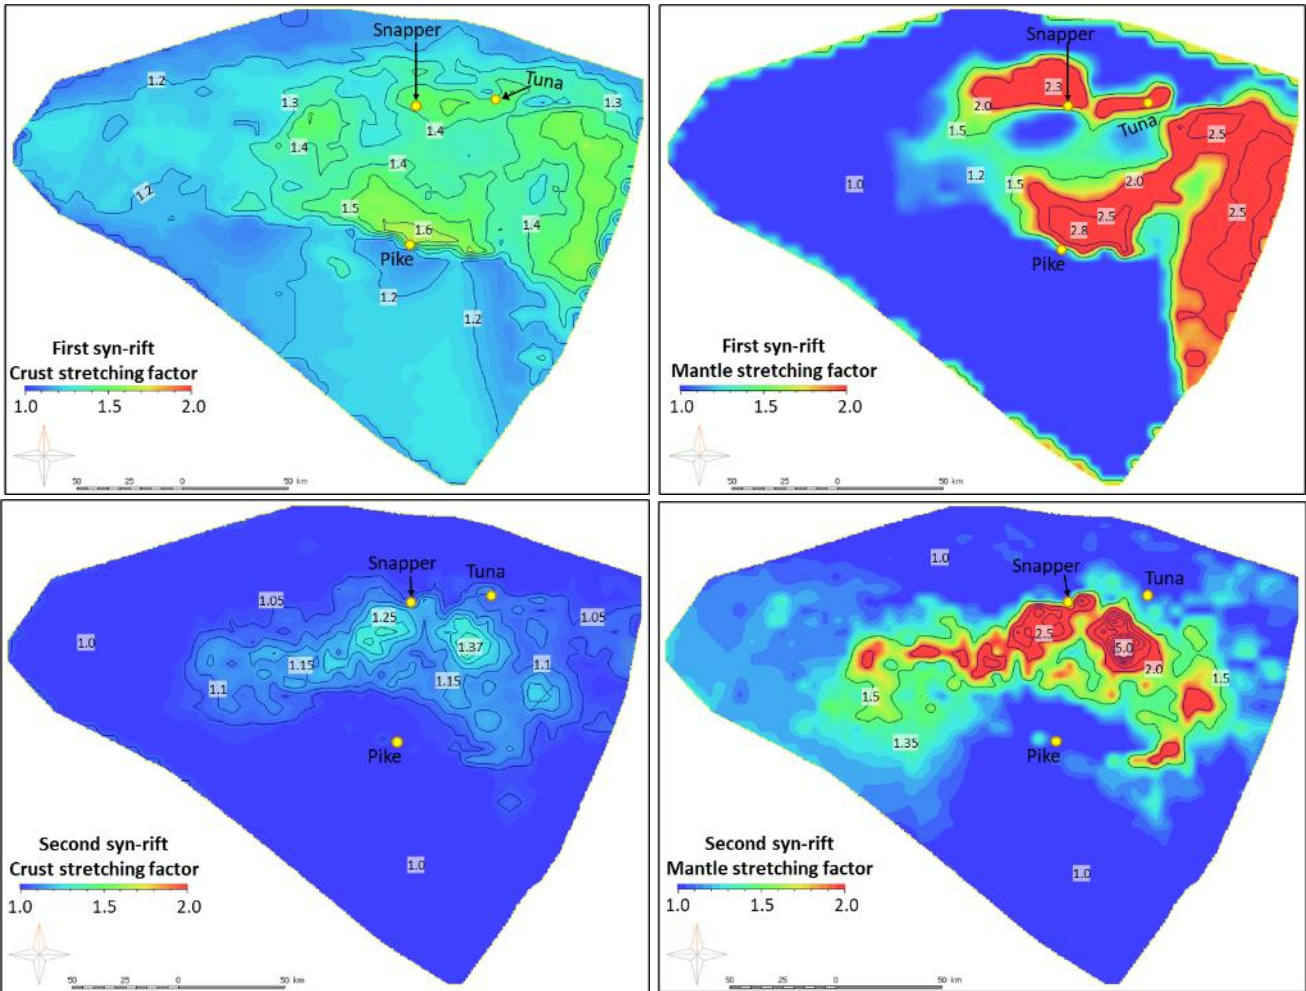 Snapper
Tuna
1.2
1.3
1.3
1.4
1.4
1.4
1.2
1.5
1.6
1.4
Pike
1.2
1.2
First syn-rift
Crust stretching factor
1.0 1.5 2.0
50 25 0 50 km
Snapper
2.3
2.0
Tuna
1.5
2.5
1.2
1.0
1.5
2.0
2.5
2.5
2.8
Pike
First syn-rift
Mantle stretching factor
1.0 1.5 2.0
50 25 0 50 km
Snapper
Tuna
1.05
1.25
1.05
1.0
1.37
1.15
1.1
1.1
1.15
Pike
1.0
Second syn-rift
Crust stretching factor
1.0 1.5 2.0
50 25 0 50 km
1.0
Snapper
Tuna
2.5
5.0
2.0
1.5
1.5
1.35
Pike
1.0
Second syn-rift
Mantle stretching factor
1.0 1.5 2.0
50 25 0 50 km